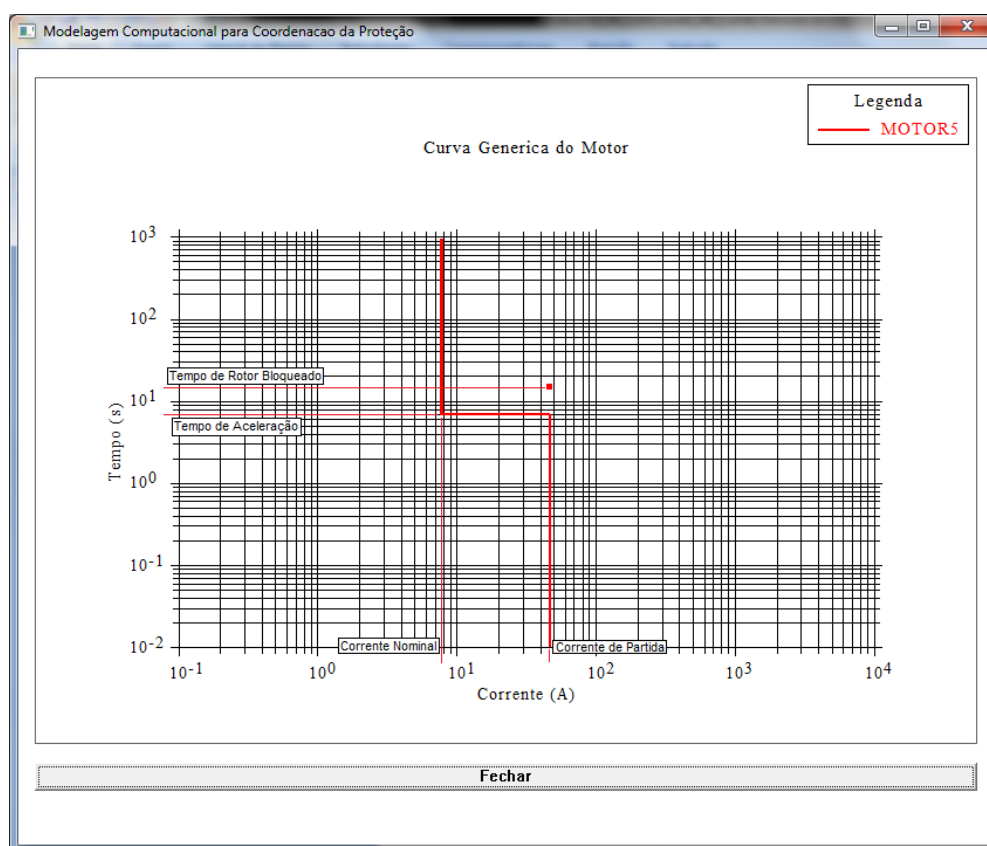 Modelagem Computacional para Coordenacao da Proteção
Legenda
MOTOR5
Curva Generica do Motor
10^3
10^2
Tempo de Rotor Bloqueado
10^1
Tempo de Aceleração
Tempo (s)
10^0
10^-1
10^-2
Corrente Nominal
Corrente de Partida
10^-1
10^0
10^1
10^2
10^3
10^4
Corrente (A)
Fechar